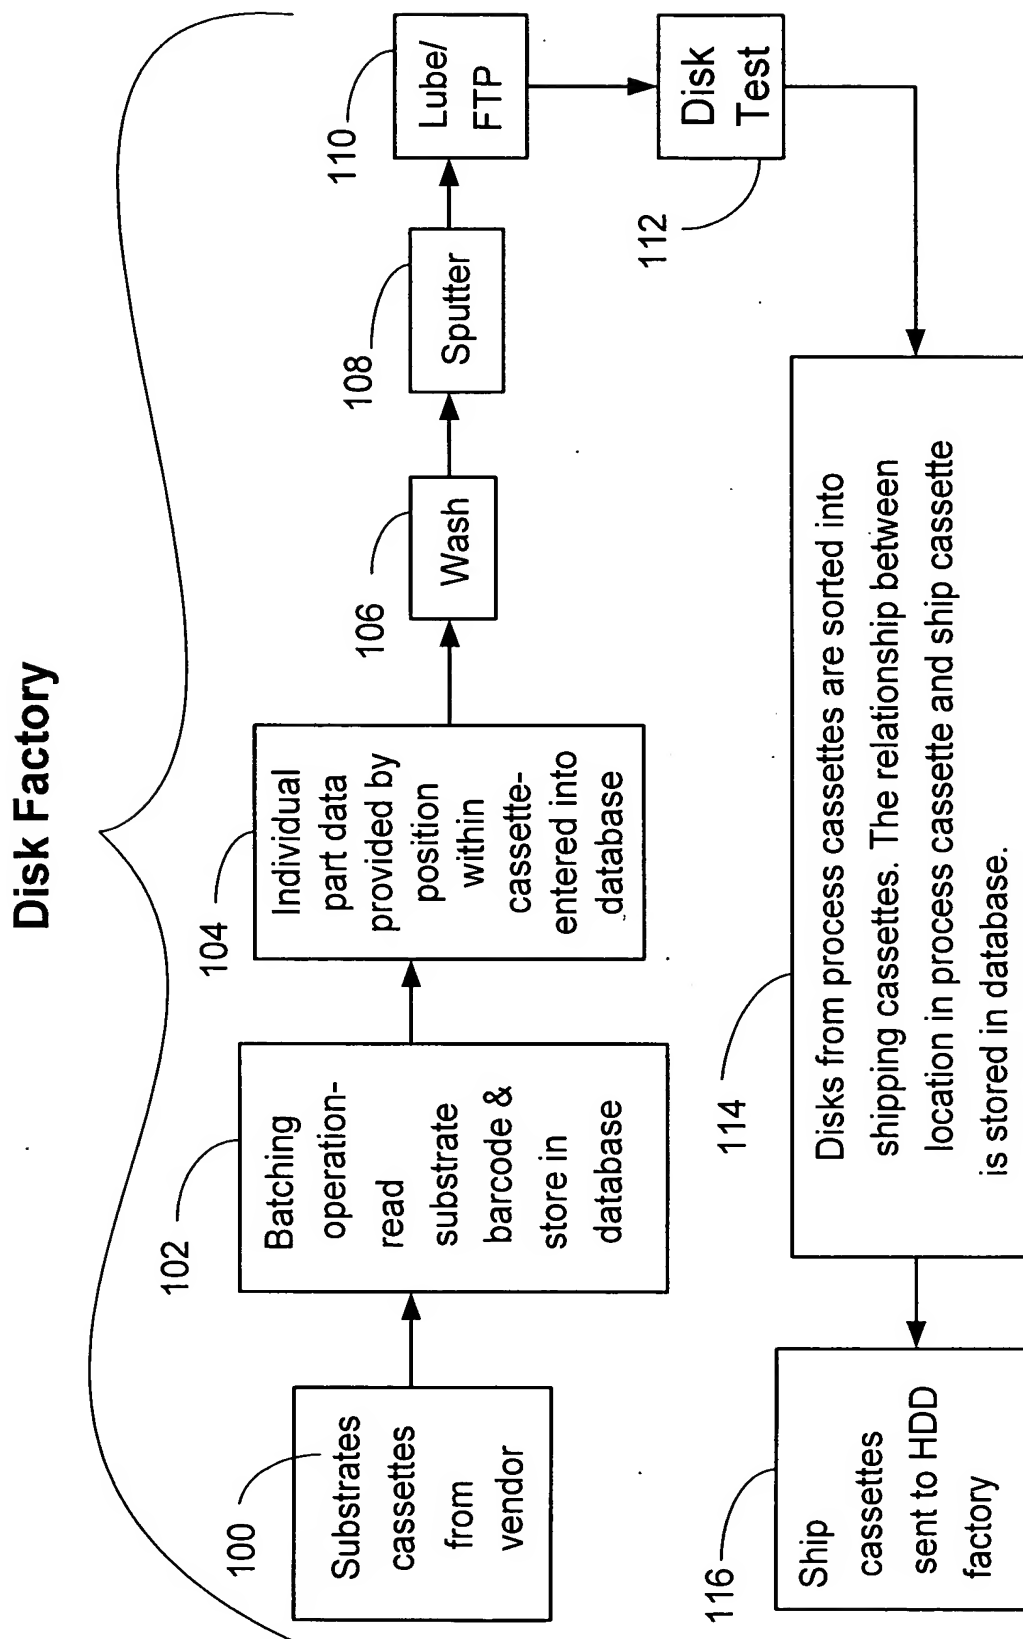 Disk Factory
100
Substrates
cassettes
from
vendor
102
Batching
operation-
read
substrate
barcode &
store in
database
104
Individual
part data
provided by
position
within
cassette-
entered into
database
106
Wash
108
Sputter
110
Lube/
FTP
112
Disk
Test
114
Disks from process cassettes are sorted into
shipping cassettes. The relationship between
location in process cassette and ship cassette
is stored in database.
116
Ship
cassettes
sent to HDD
factory